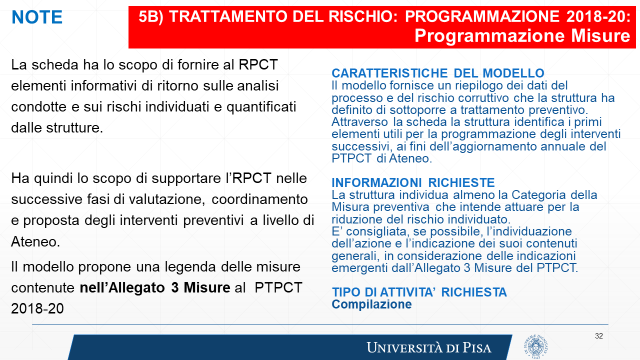 NOTE
5B) TRATTAMENTO DEL RISCHIO: PROGRAMMAZIONE 2018-20:
Programmazione Misure
La scheda ha lo scopo di fornire al RPCT
elementi informativi di ritorno sulle analisi
condotte e sui rischi individuati e quantificati
dalle strutture.
Ha quindi lo scopo di supportare l'RPCT nelle
successive fasi di valutazione, coordinamento
e proposta degli interventi preventivi a livello di
Ateneo.
Il modello propone una legenda delle misure
contenute nell'Allegato 3 Misure al PTPCT
2018-20
CARATTERISTICHE DEL MODELLO
Il modello fornisce un riepilogo dei dati del
processo e del rischio corruttivo che la struttura ha
definito di sottoporre a trattamento preventivo.
Attraverso la scheda la struttura identifica i primi
elementi utili per la programmazione degli interventi
successivi, ai fini dell'aggiornamento annuale del
PTPCT di Ateneo.
INFORMAZIONI RICHIESTE
La struttura individua almeno la Categoria della
Misura preventiva che intende attuare per la
riduzione del rischio individuato.
E' consigliata, se possibile, l'individuazione
dell'azione e l'indicazione dei suoi contenuti
generali, in considerazione delle indicazioni
emergenti dall'Allegato 3 Misure del PTPCT.
TIPO DI ATTIVITA' RICHIESTA
Compilazione
32
UNIVERSITÀ DI PISA